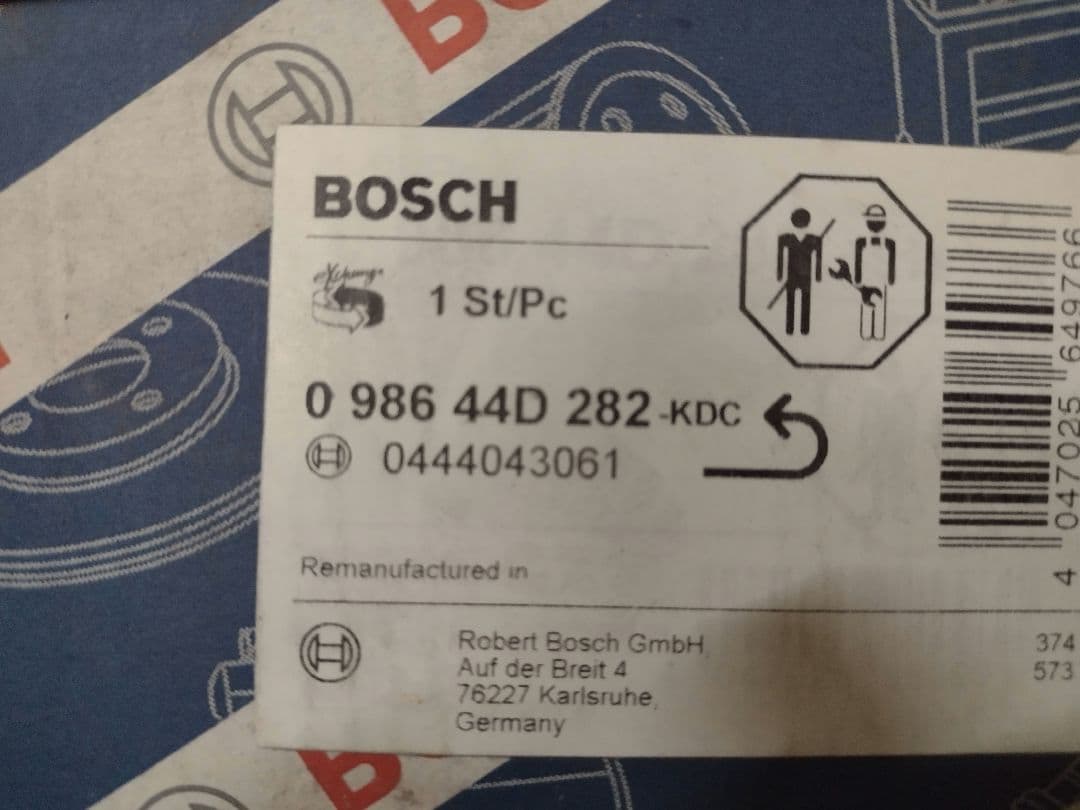 BOSCH
eXchange
1 St/Pc
0 986 44D 282-KDC
0444043061
Remanufactured in
Robert Bosch GmbH,
Auf der Breit 4
76227 Karlsruhe,
Germany
374
573
4 047025 649766